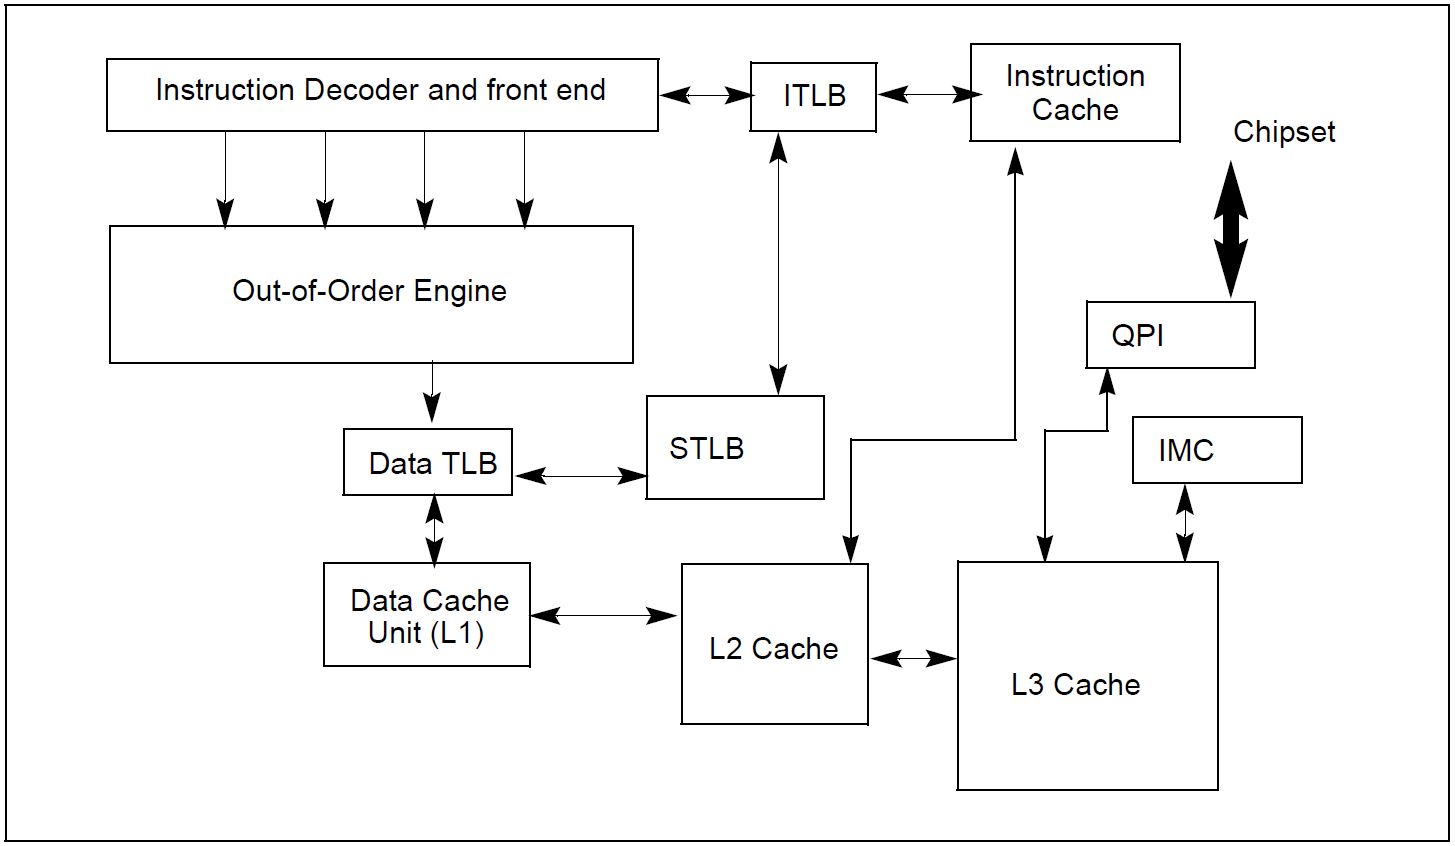 Instruction Decoder and front end
ITLB
Instruction
Cache
Chipset
Out-of-Order Engine
QPI
Data TLB
STLB
IMC
Data Cache
Unit (L1)
L2 Cache
L3 Cache